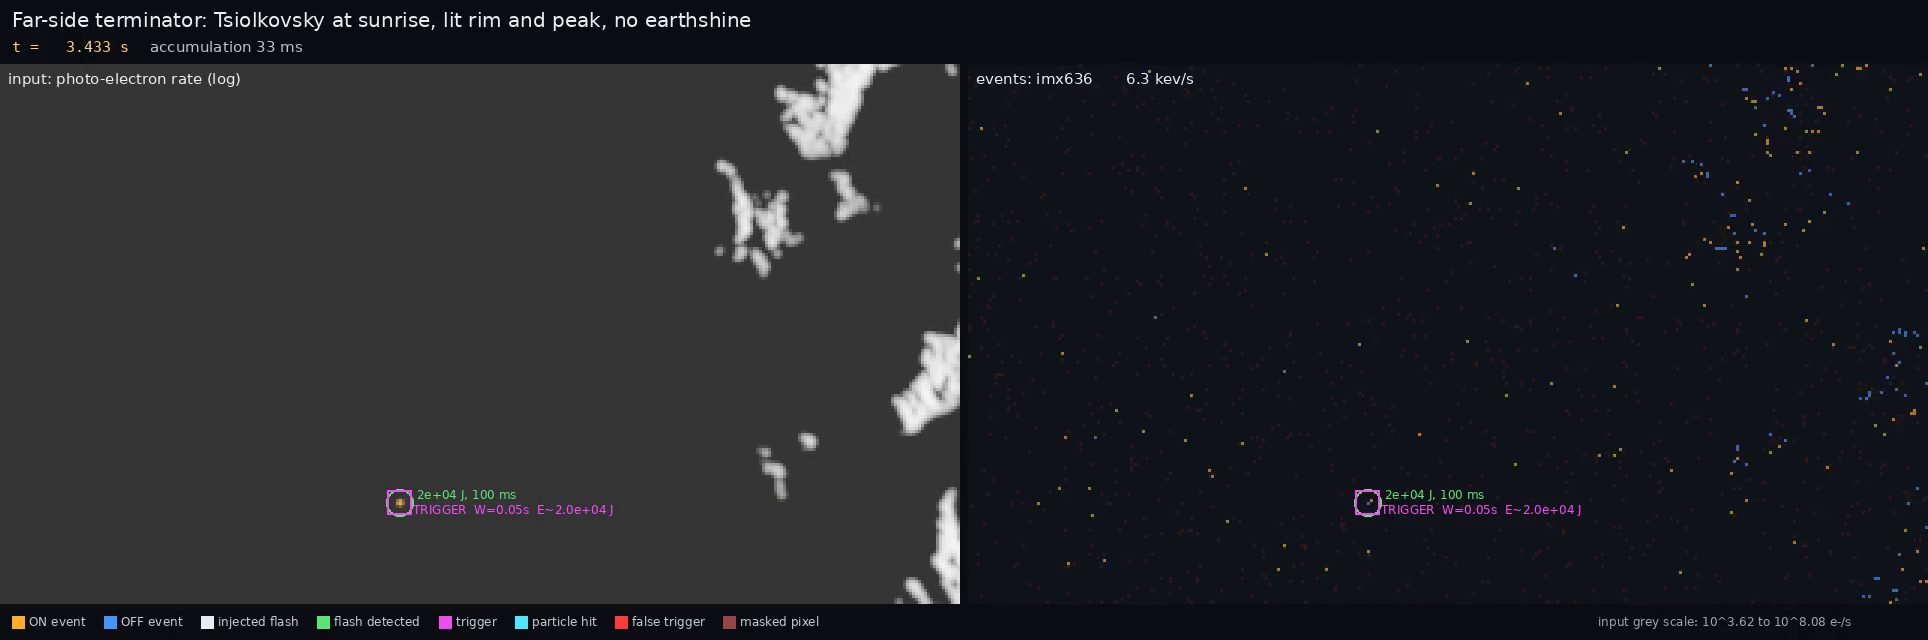 Far-side terminator: Tsiolkovsky at sunrise, lit rim and peak, no earthshine
t =   3.433 s   accumulation 33 ms
input: photo-electron rate (log)
events: imx636   6.3 kev/s
2e+04 J, 100 ms
TRIGGER  W=0.05s  E~2.0e+04 J
2e+04 J, 100 ms
TRIGGER  W=0.05s  E~2.0e+04 J
ON event   OFF event   injected flash   flash detected   trigger   particle hit   false trigger   masked pixel   input grey scale: 10^3.62 to 10^8.08 e-/s